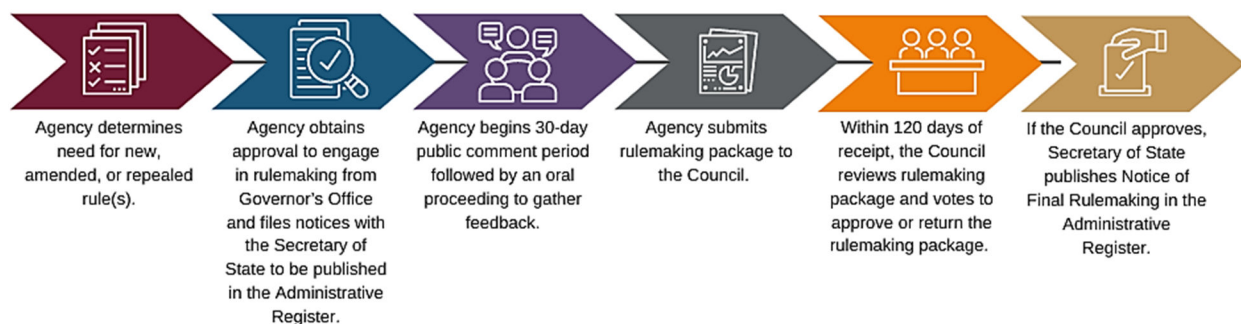 Agency determines
need for new,
amended, or repealed
rule(s).
Agency obtains
approval to engage
in rulemaking from
Governor's Office
and files notices with
the Secretary of
State to be published
in the Administrative
Register.
Agency begins 30-day
public comment period
followed by an oral
proceeding to gather
feedback.
Agency submits
rulemaking package to
the Council.
Within 120 days of
receipt, the Council
reviews rulemaking
package and votes to
approve or return the
rulemaking package.
If the Council approves,
Secretary of State
publishes Notice of
Final Rulemaking in the
Administrative
Register.